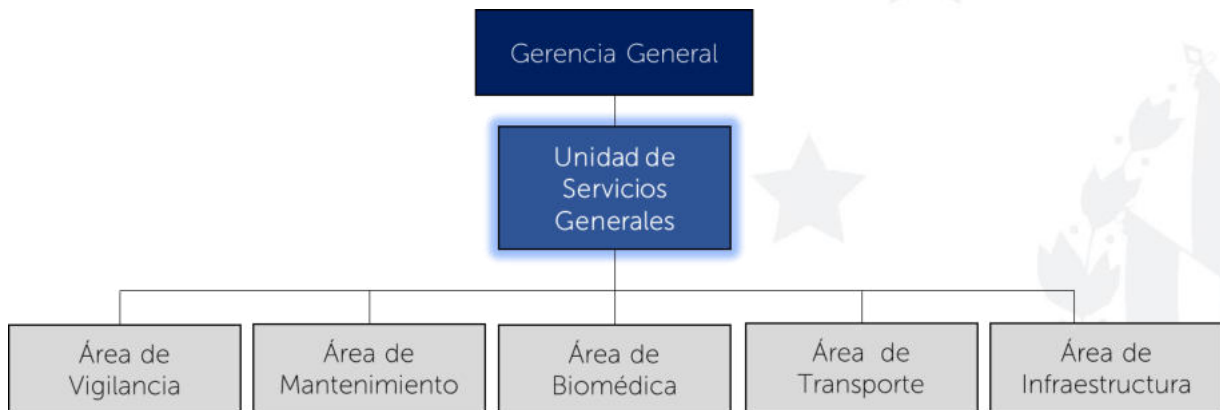 Gerencia General
Unidad de
Servicios
Generales
Área de
Vigilancia
Área de
Mantenimiento
Área de
Biomédica
Área de
Transporte
Área de
Infraestructura